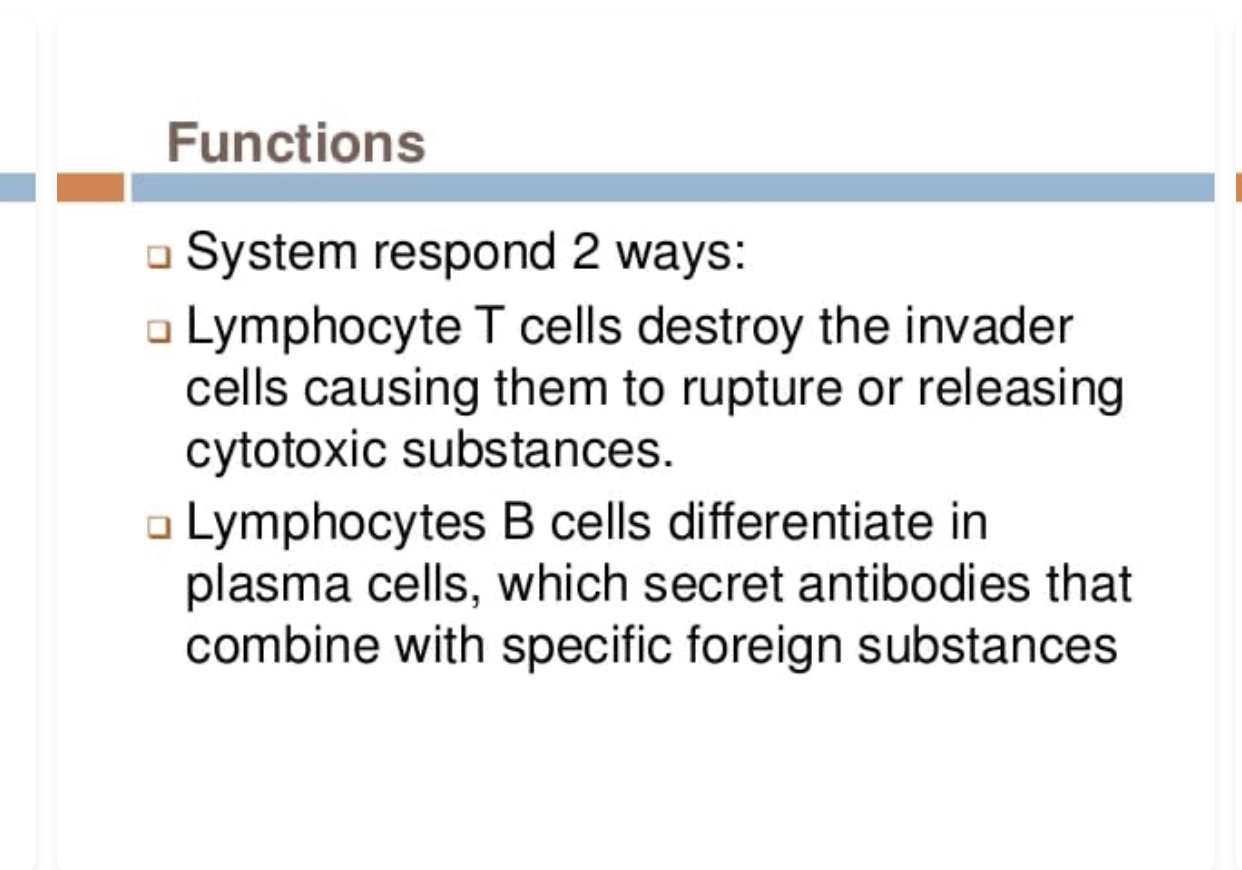 Functions
System respond 2 ways:
Lymphocyte T cells destroy the invader
cells causing them to rupture or releasing
cytotoxic substances.
Lymphocytes B cells differentiate in
plasma cells, which secret antibodies that
combine with specific foreign substances